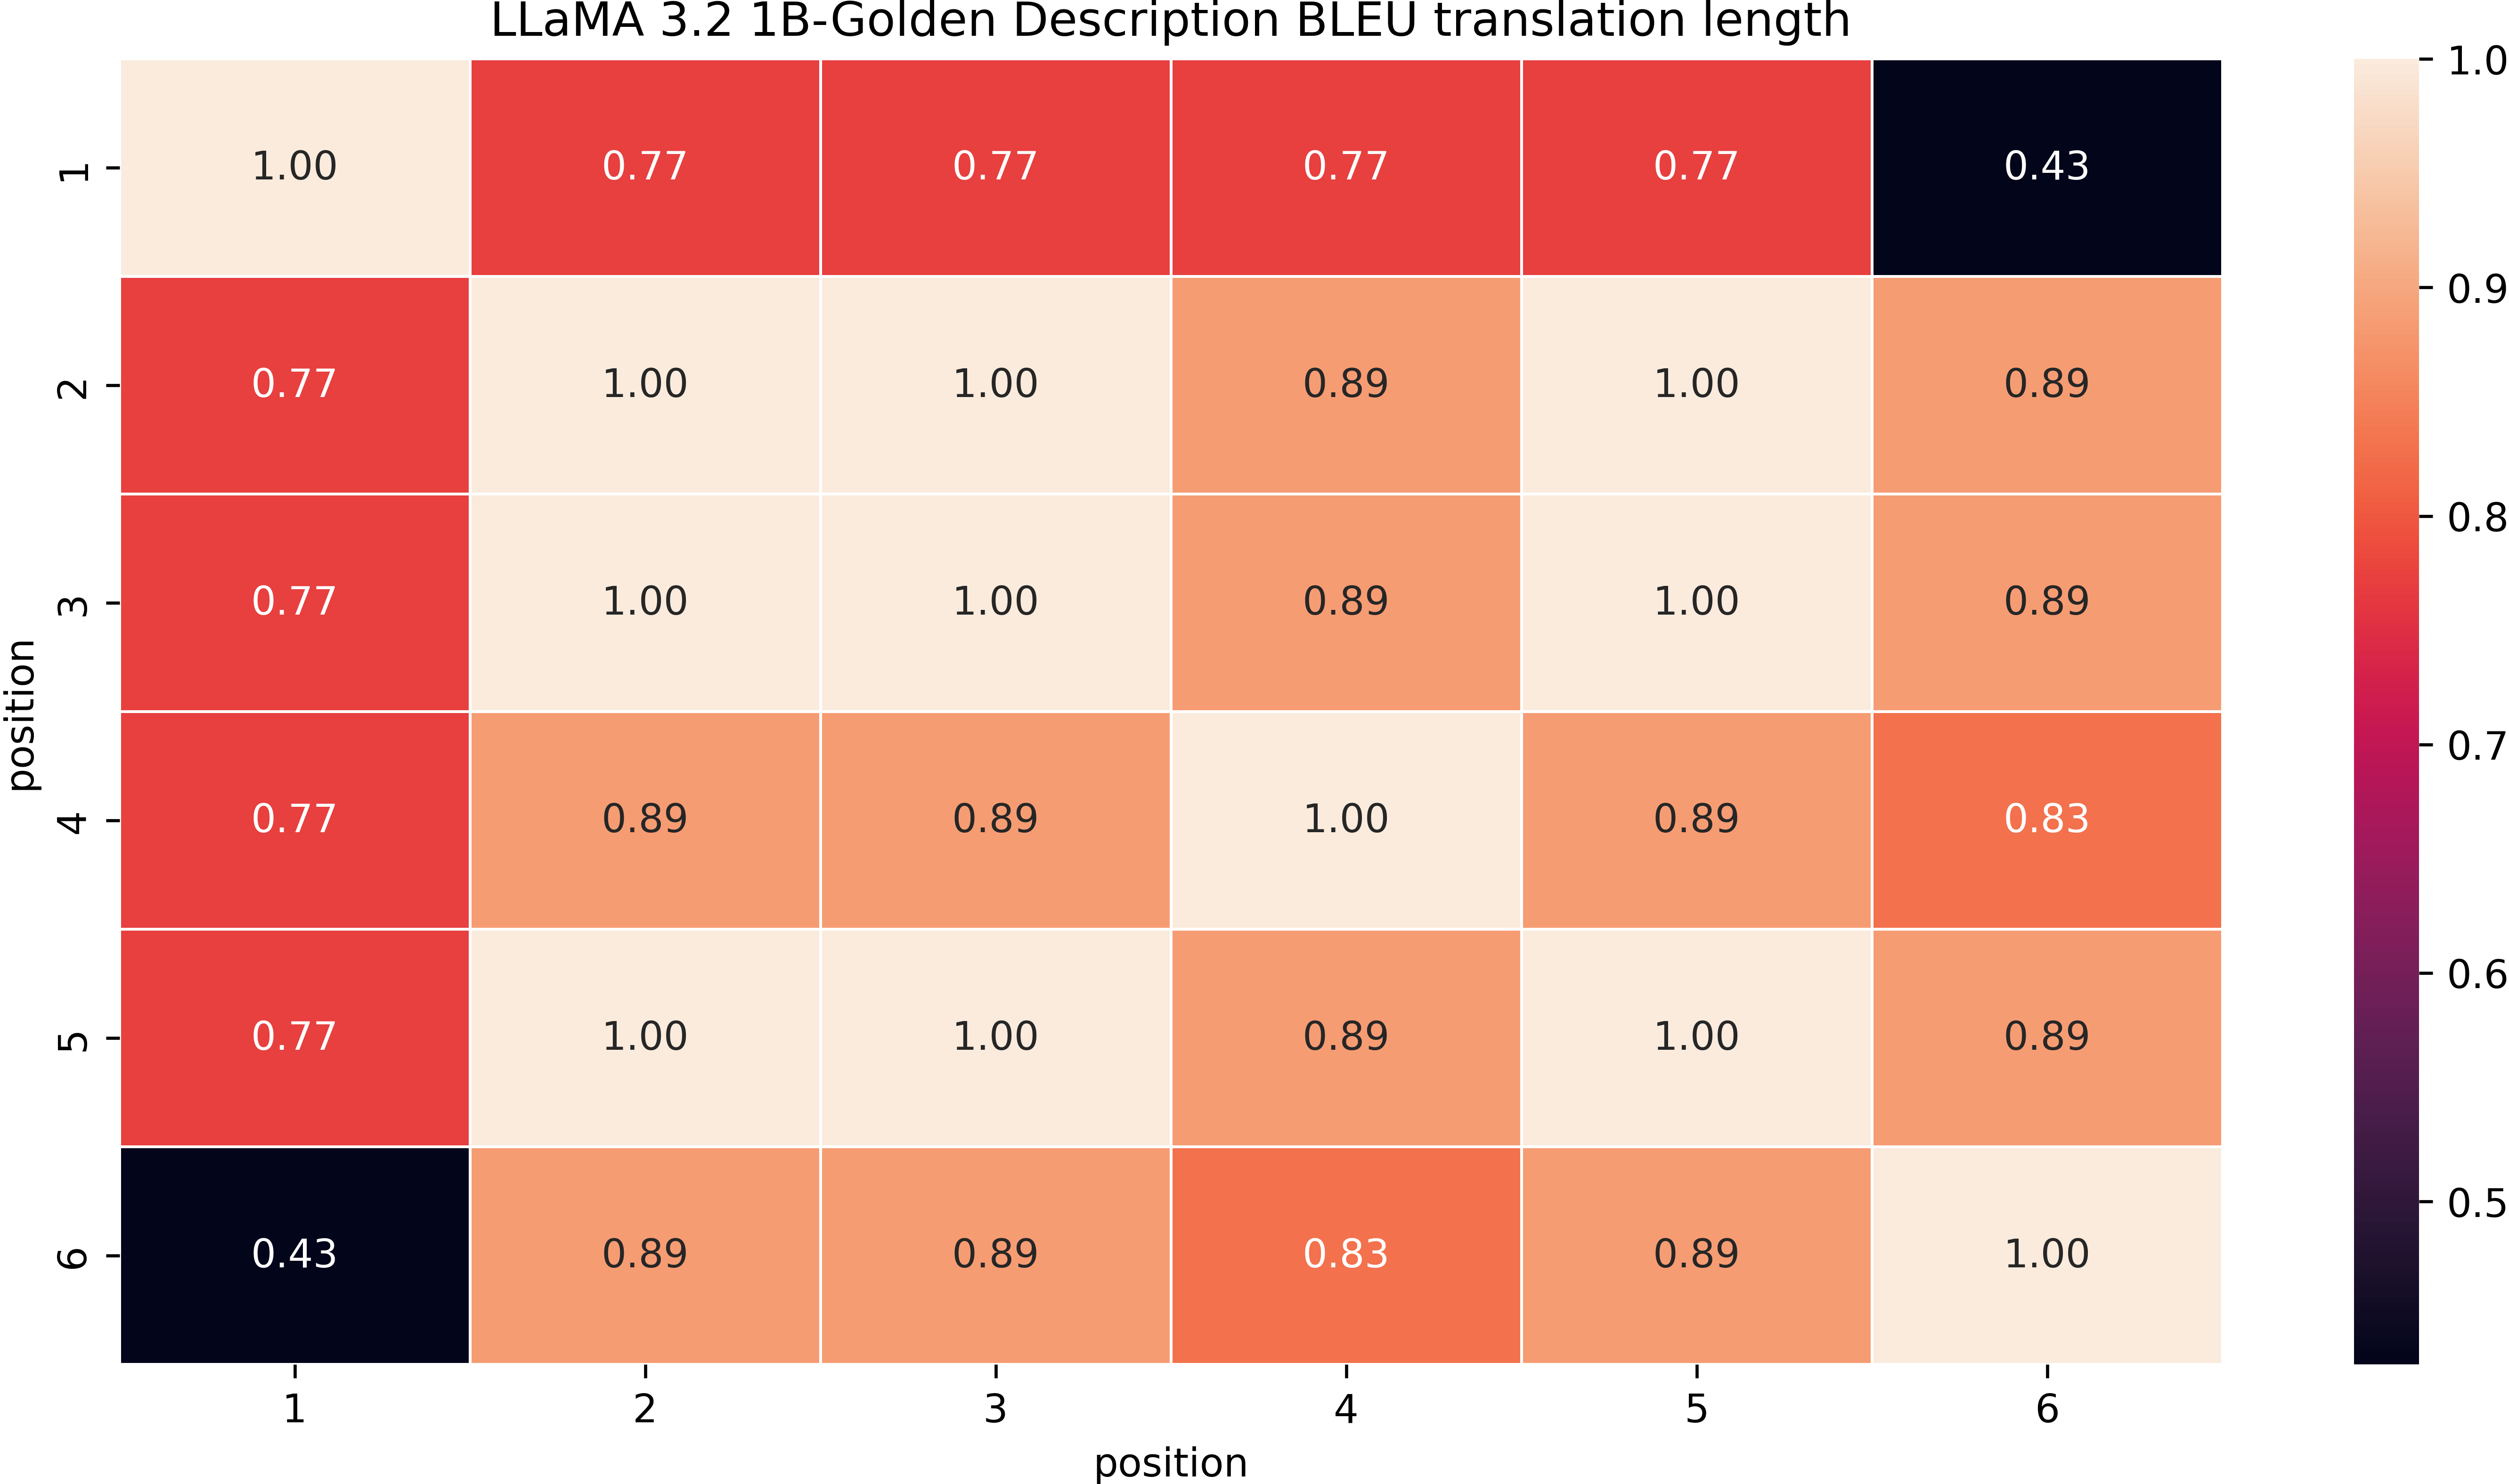 LLaMA 3.2 1B-Golden Description BLEU translation length
1.0
1 1.00 0.77 0.77 0.77 0.77 0.43
0.9
2 0.77 1.00 1.00 0.89 1.00 0.89
0.8
3 0.77 1.00 1.00 0.89 1.00 0.89
position
0.7
4 0.77 0.89 0.89 1.00 0.89 0.83
0.6
5 0.77 1.00 1.00 0.89 1.00 0.89
0.5
6 0.43 0.89 0.89 0.83 0.89 1.00
1 2 3 4 5 6
position